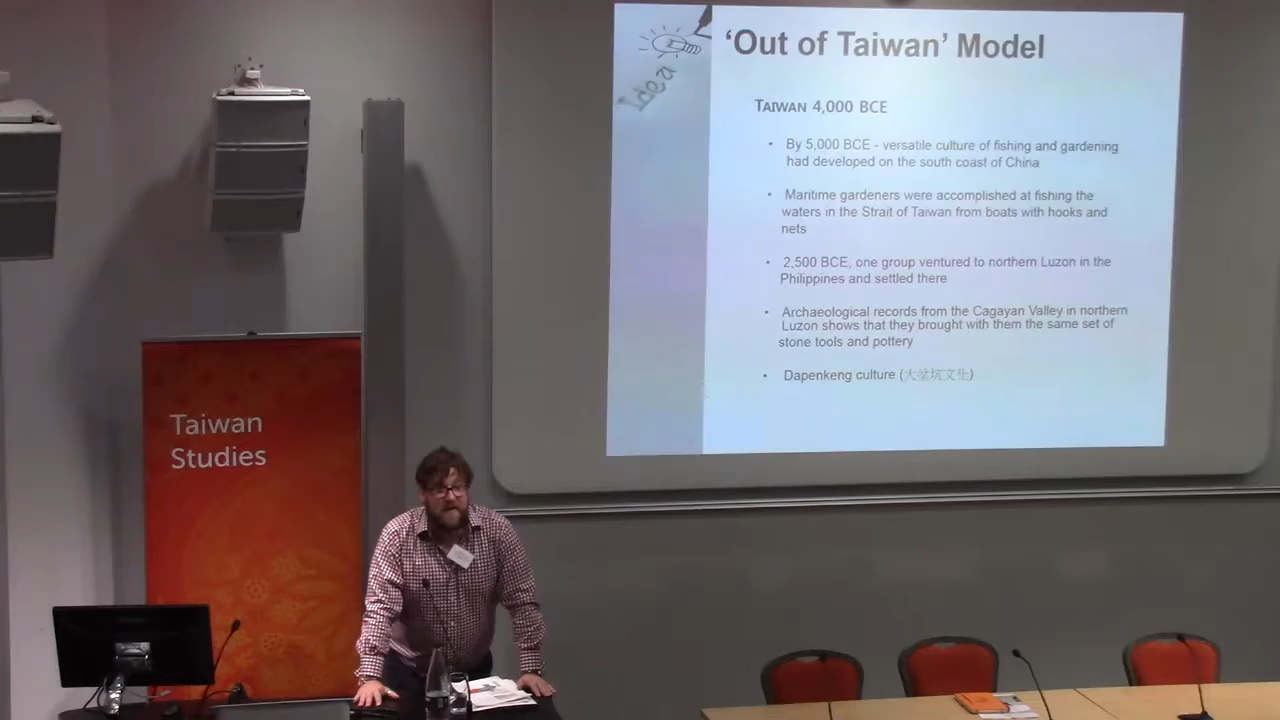 Idea
'Out of Taiwan' Model
TAIWAN 4,000 BCE
• By 5,000 BCE - versatile culture of fishing and gardening
had developed on the south coast of China
• Maritime gardeners were accomplished at fishing the
waters in the Strait of Taiwan from boats with hooks and
nets
• 2,500 BCE, one group ventured to northern Luzon in the
Philippines and settled there
• Archaeological records from the Cagayan Valley in northern
Luzon shows that they brought with them the same set of
stone tools and pottery
• Dapenkeng culture (大坌坑文化)
Taiwan
Studies